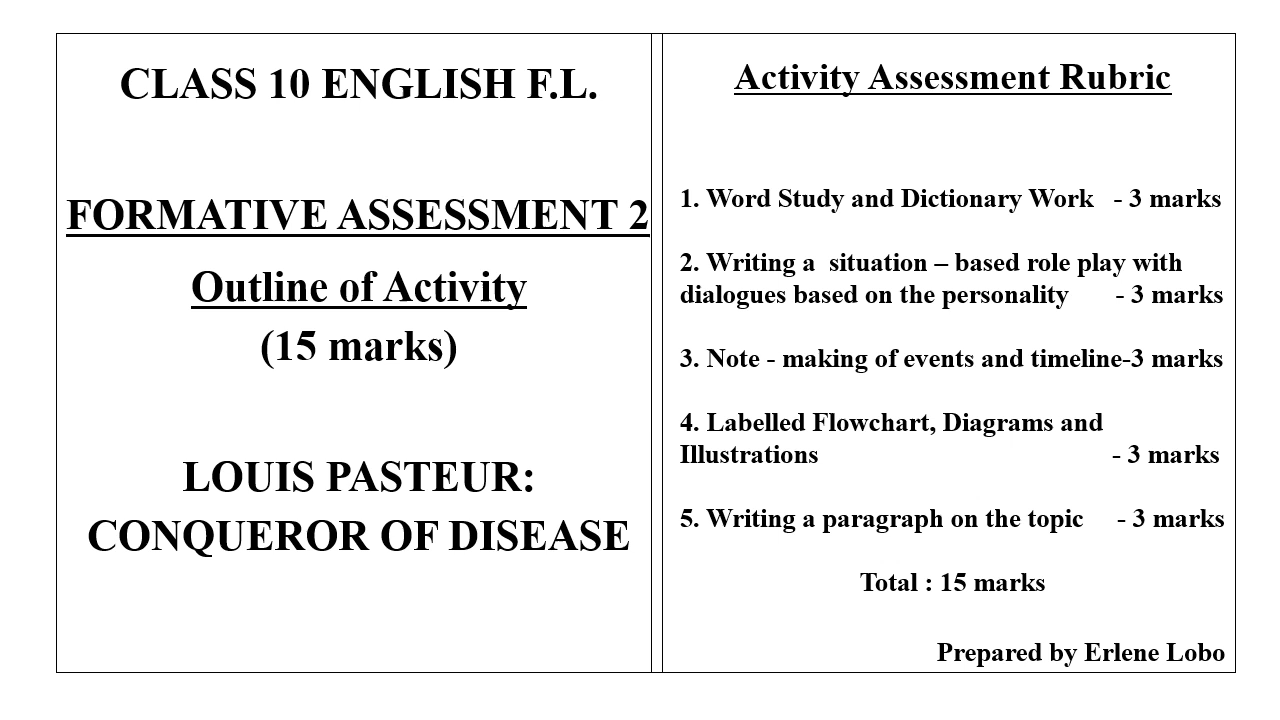 CLASS 10 ENGLISH F.L.
FORMATIVE ASSESSMENT 2
Outline of Activity
(15 marks)
LOUIS PASTEUR:
CONQUEROR OF DISEASE
Activity Assessment Rubric
1. Word Study and Dictionary Work - 3 marks
2. Writing a situation – based role play with
dialogues based on the personality - 3 marks
3. Note - making of events and timeline-3 marks
4. Labelled Flowchart, Diagrams and
Illustrations - 3 marks
5. Writing a paragraph on the topic - 3 marks
Total : 15 marks
Prepared by Erlene Lobo